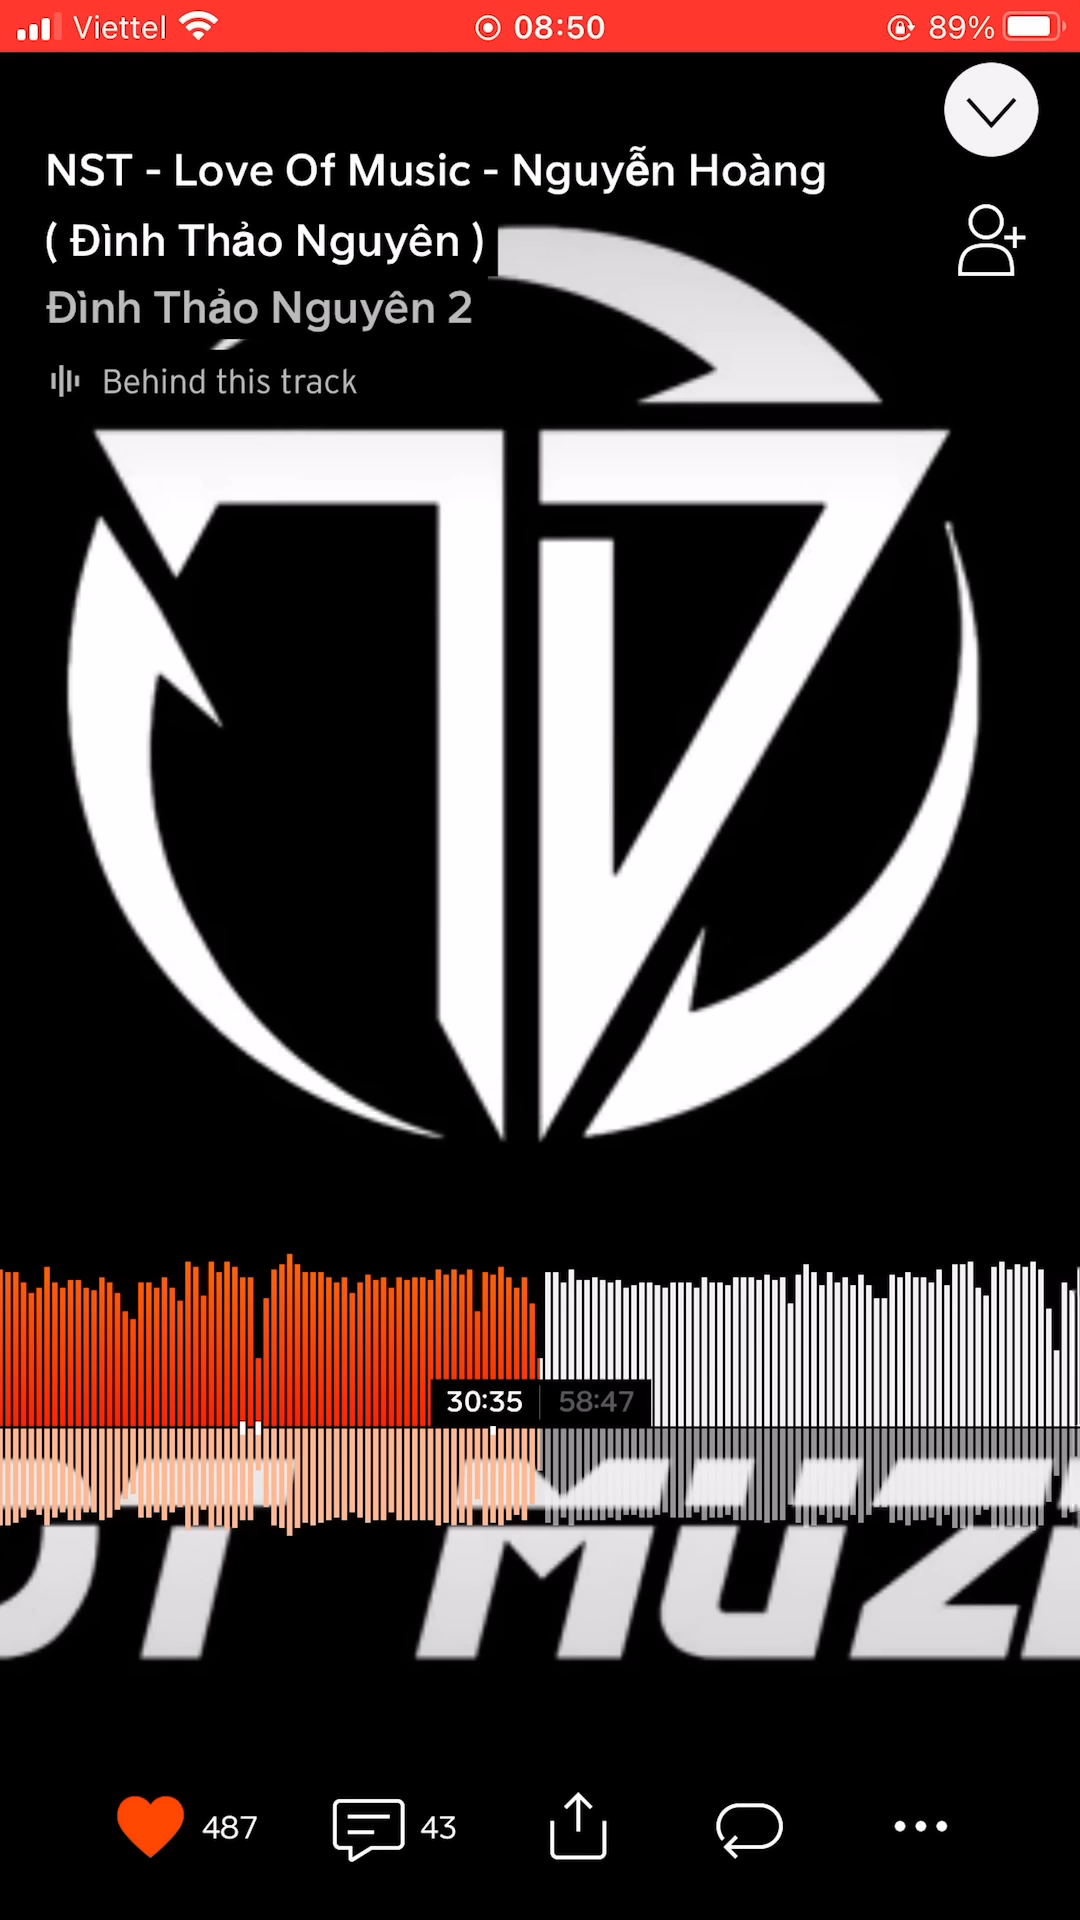 Viettel 08:50 89%
NST - Love Of Music - Nguyễn Hoàng
( Đình Thảo Nguyên )
Đình Thảo Nguyên 2
Behind this track
30:35 58:47
MUZ
487 43